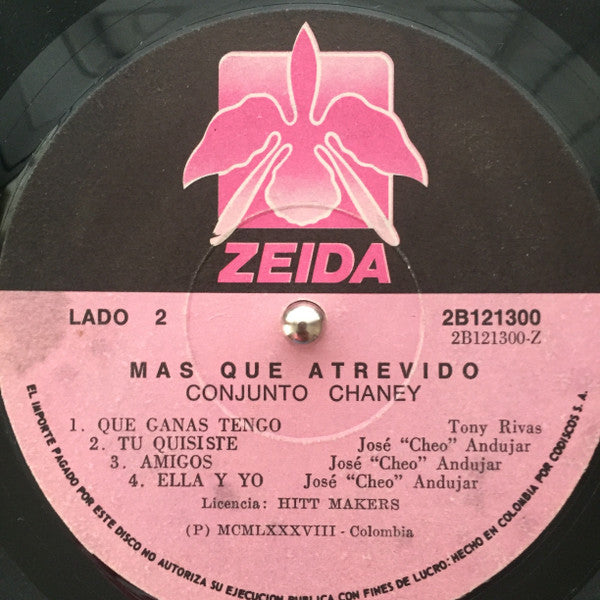 ZEIDA
LADO 2
2B121300
2B121300-Z
MAS QUE ATREVIDO
CONJUNTO CHANEY
1. QUE GANAS TENGO Tony Rivas
2. TU QUISISTE José "Cheo" Andujar
3. AMIGOS José "Cheo" Andujar
4. ELLA Y YO José "Cheo" Andujar
Licencia: HITT MAKERS
(P) MCMLXXXVIII - Colombia
EL IMPORTE PAGADO POR ESTE DISCO NO AUTORIZA SU EJECUCION PUBLICA CON FINES DE LUCRO: HECHO EN COLOMBIA POR CODISCOS S. A.